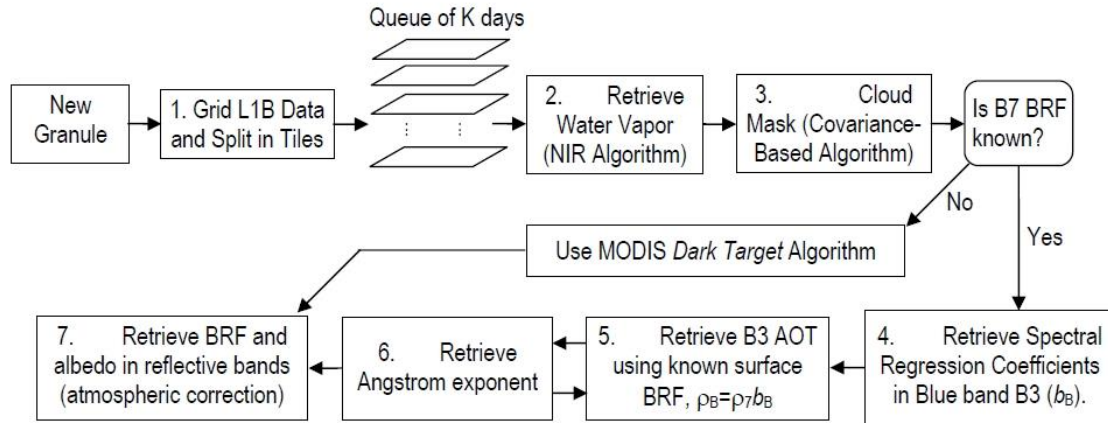 Queue of K days
New
Granule
1. Grid L1B Data
and Split in Tiles
2. Retrieve
Water Vapor
(NIR Algorithm)
3. Cloud
Mask (Covariance-
Based Algorithm)
Is B7 BRF
known?
No
Yes
Use MODIS Dark Target Algorithm
4. Retrieve Spectral
Regression Coefficients
in Blue band B3 (bB).
5. Retrieve B3 AOT
using known surface
BRF, ρB=ρ7bB
6. Retrieve
Angstrom exponent
7. Retrieve BRF and
albedo in reflective bands
(atmospheric correction)